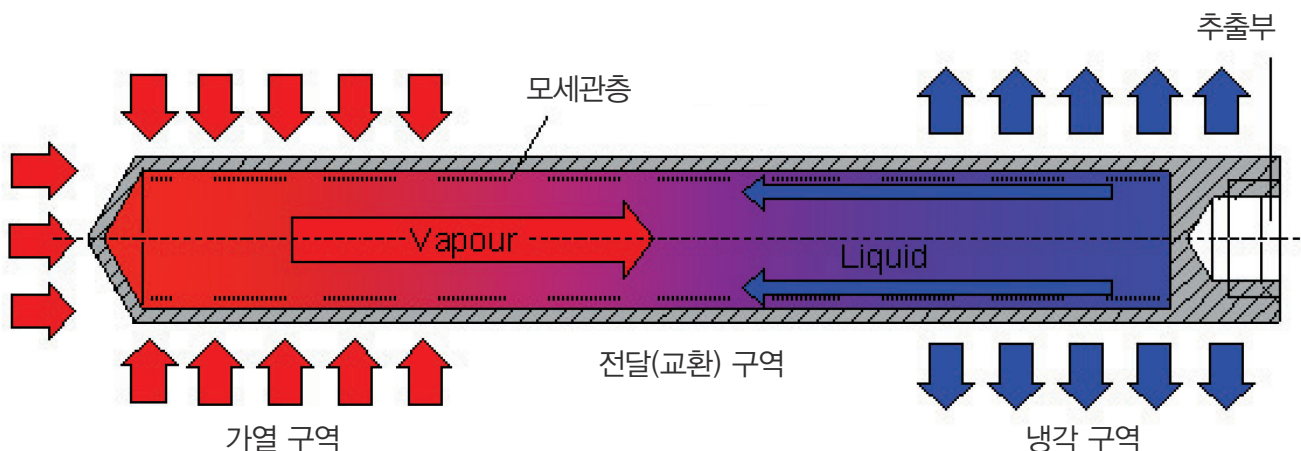 추출부
모세관층
Vapour
Liquid
전달(교환) 구역
가열 구역
냉각 구역